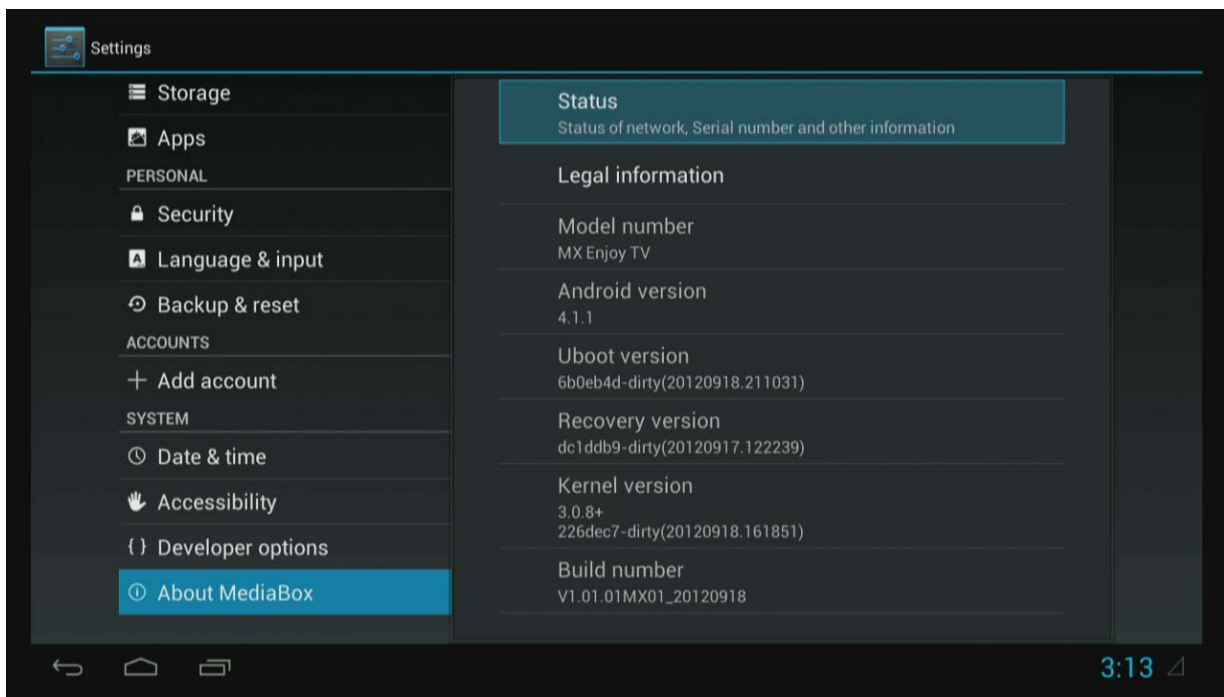 Settings
Storage
Apps
PERSONAL
Security
Language & input
Backup & reset
ACCOUNTS
Add account
SYSTEM
Date & time
Accessibility
{ } Developer options
About MediaBox
Status
Status of network, Serial number and other information
Legal information
Model number
MX Enjoy TV
Android version
4.1.1
Uboot version
6b0eb4d-dirty(20120918.211031)
Recovery version
dc1ddb9-dirty(20120917.122239)
Kernel version
3.0.8+
226dec7-dirty(20120918.161851)
Build number
V1.01.01MX01_20120918
3:13